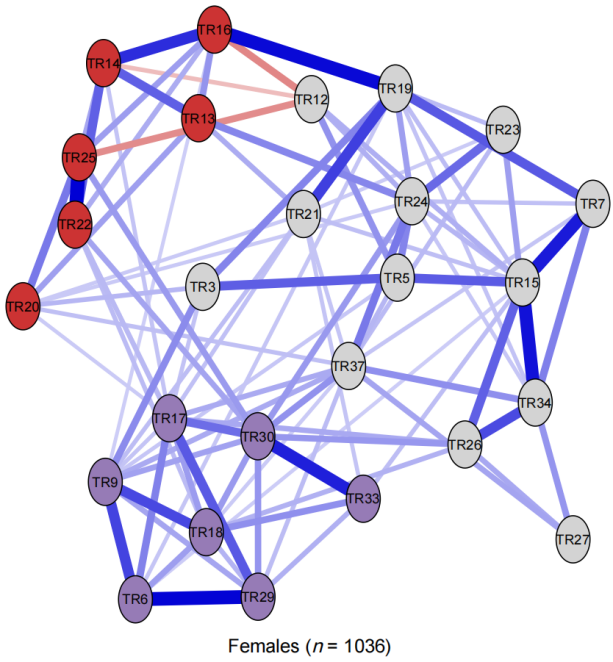 TR16
TR14
TR19
TR12
TR13
TR23
TR25
TR24
TR7
TR21
TR22
TR3
TR5
TR15
TR20
TR37
TR34
TR17
TR30
TR26
TR9
TR33
TR18
TR27
TR6
TR29
Females (n = 1036)